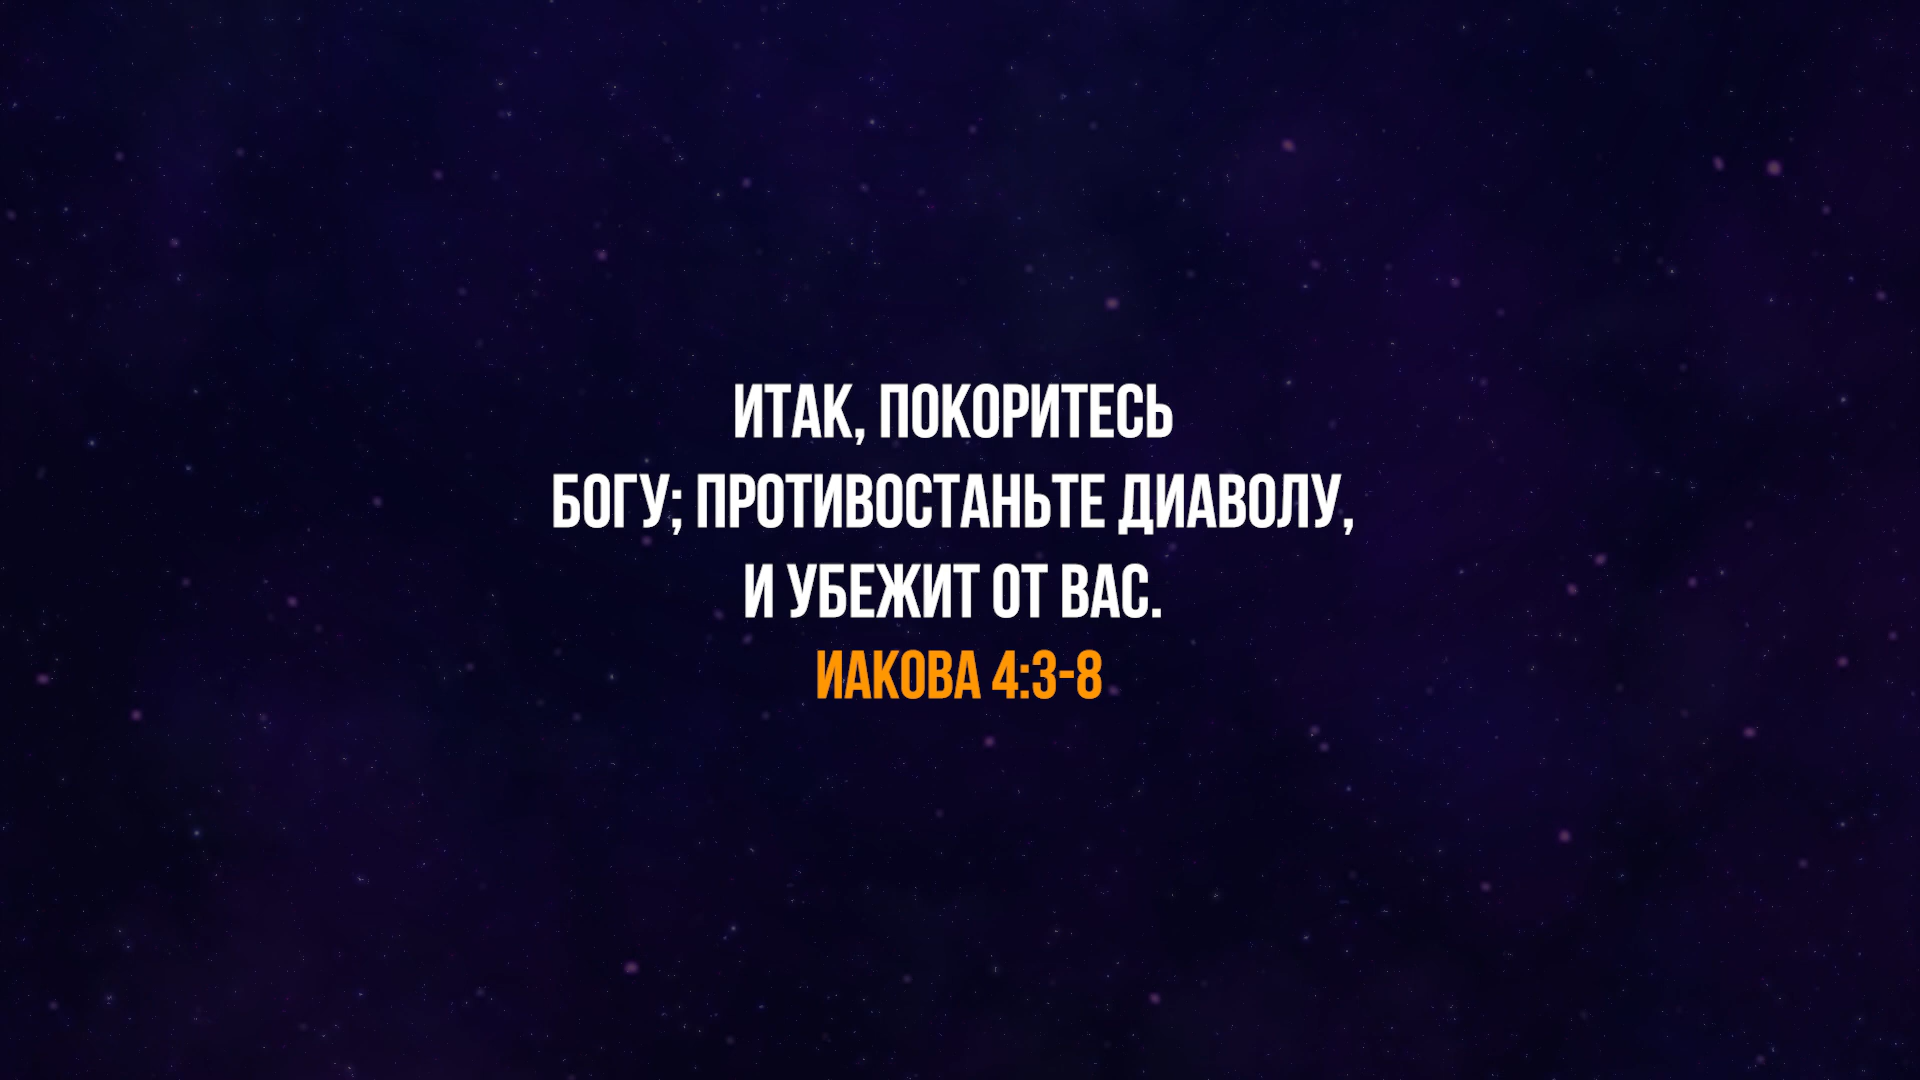 ИТАК, ПОКОРИТЕСЬ
БОГУ; ПРОТИВОСТАНЬТЕ ДИАВОЛУ,
И УБЕЖИТ ОТ ВАС.
ИАКОВА 4:3-8